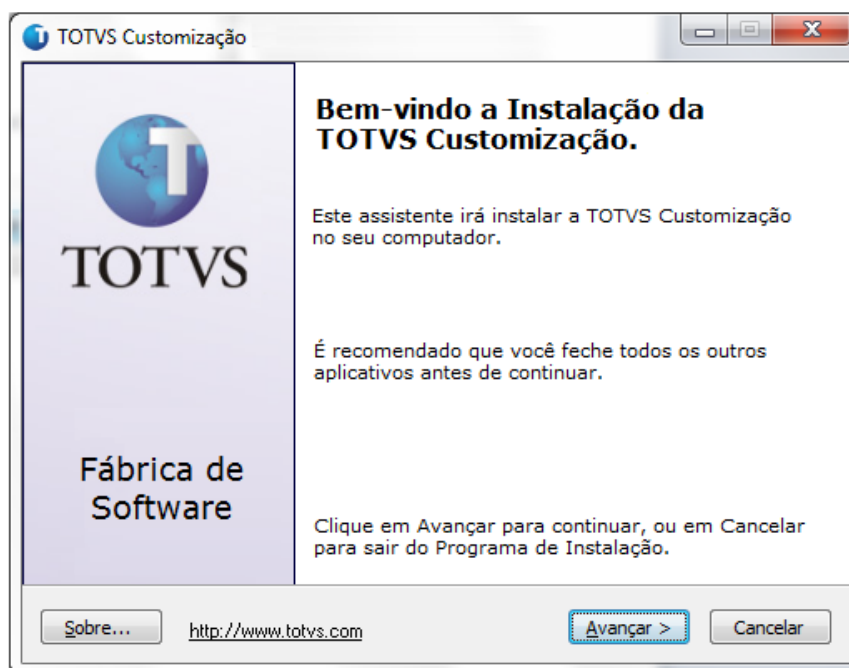 TOTVS Customização
Bem-vindo a Instalação da
TOTVS Customização.
T
TOTVS
Este assistente irá instalar a TOTVS Customização
no seu computador.
É recomendado que você feche todos os outros
aplicativos antes de continuar.
Fábrica de
Software
Clique em Avançar para continuar, ou em Cancelar
para sair do Programa de Instalação.
Sobre... http://www.totvs.com Avançar > Cancelar